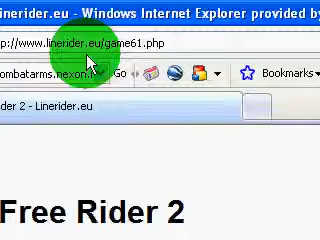 inerider.eu - Windows Internet Explorer provided by
p://www.linerider.eu/game61.php
ombatarms.nexon.
Go
Bookmarks
der 2 - Linerider.eu
Free Rider 2